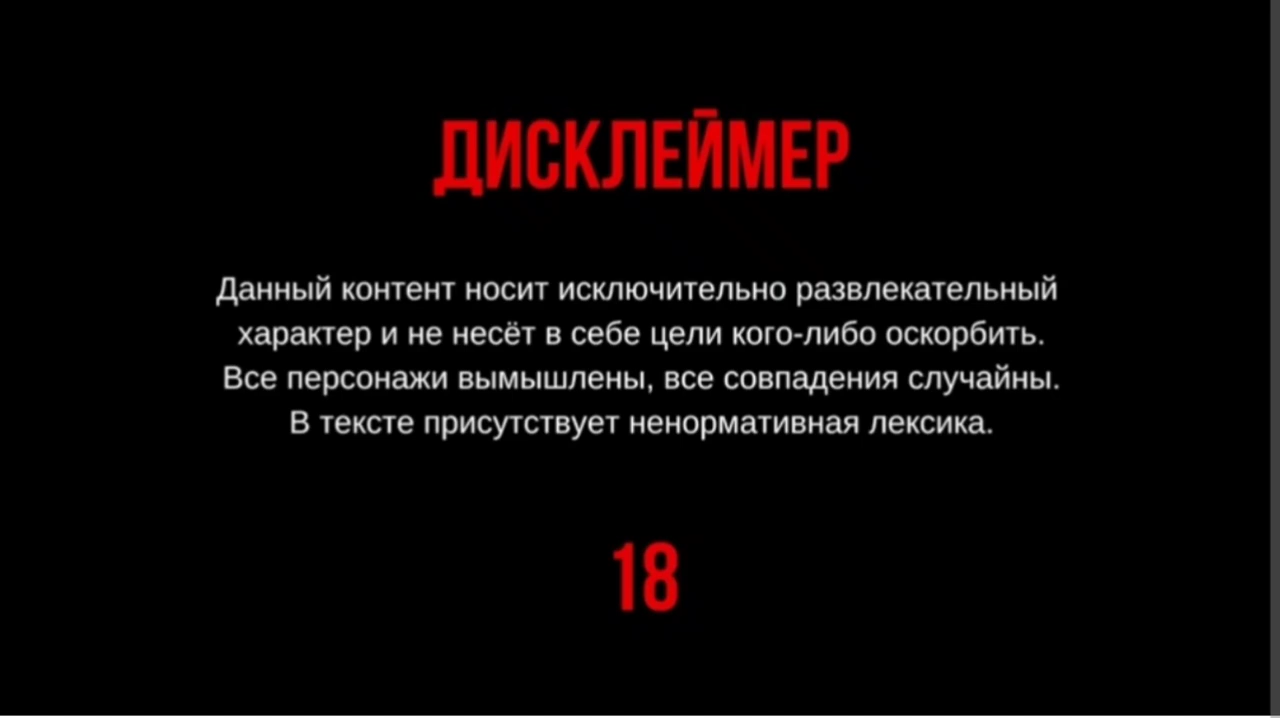 ДИСКЛЕЙМЕР
Данный контент носит исключительно развлекательный
характер и не несёт в себе цели кого-либо оскорбить.
Все персонажи вымышлены, все совпадения случайны.
В тексте присутствует ненормативная лексика.
18